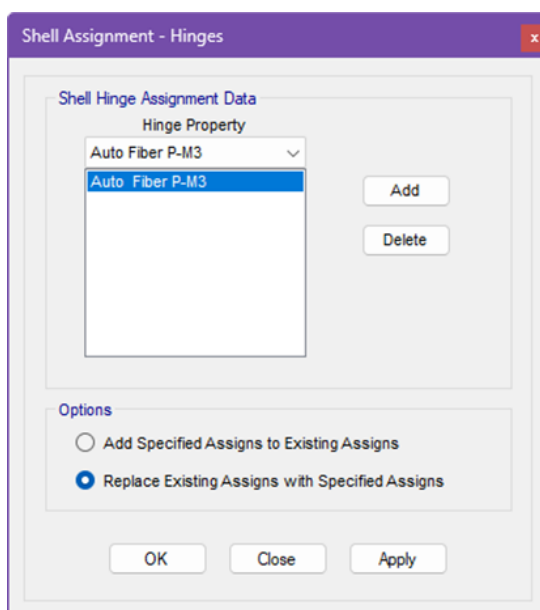 Shell Assignment - Hinges
x
Shell Hinge Assignment Data
Hinge Property
Auto Fiber P-M3
Auto Fiber P-M3
Add
Delete
Options
Add Specified Assigns to Existing Assigns
Replace Existing Assigns with Specified Assigns
OK Close Apply